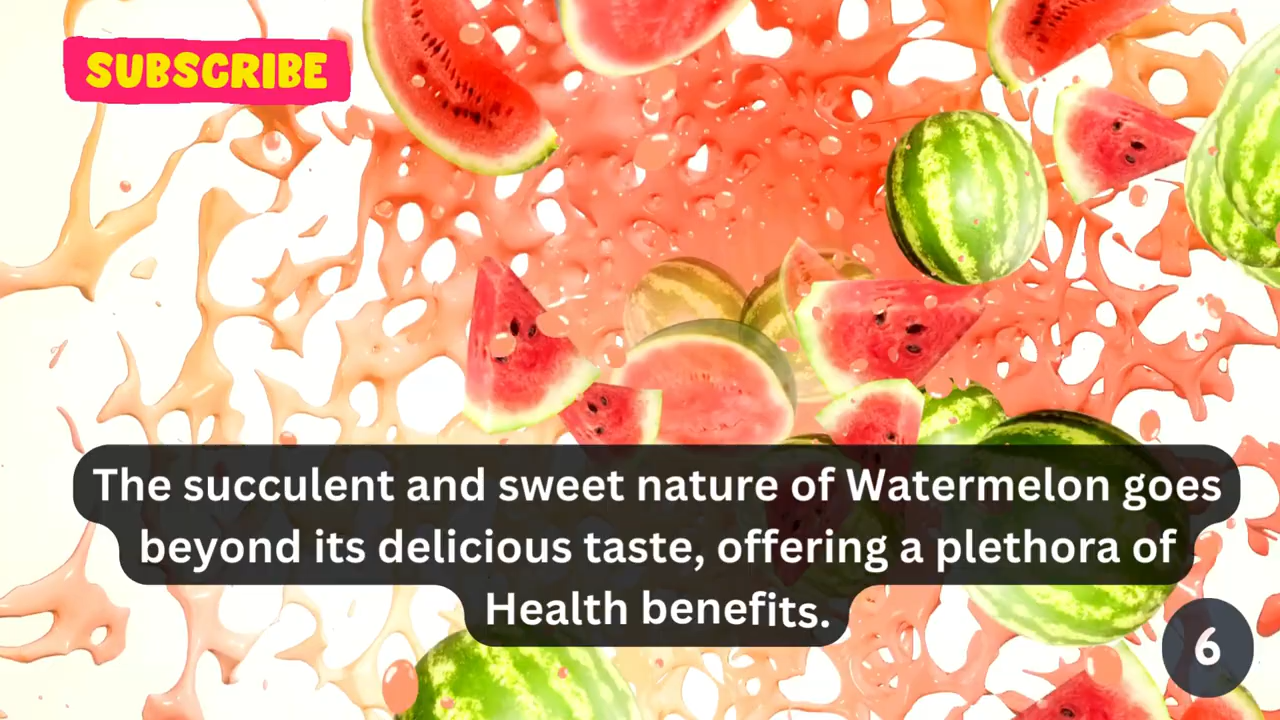 SUBSCRIBE
The succulent and sweet nature of Watermelon goes
beyond its delicious taste, offering a plethora of
Health benefits.
6